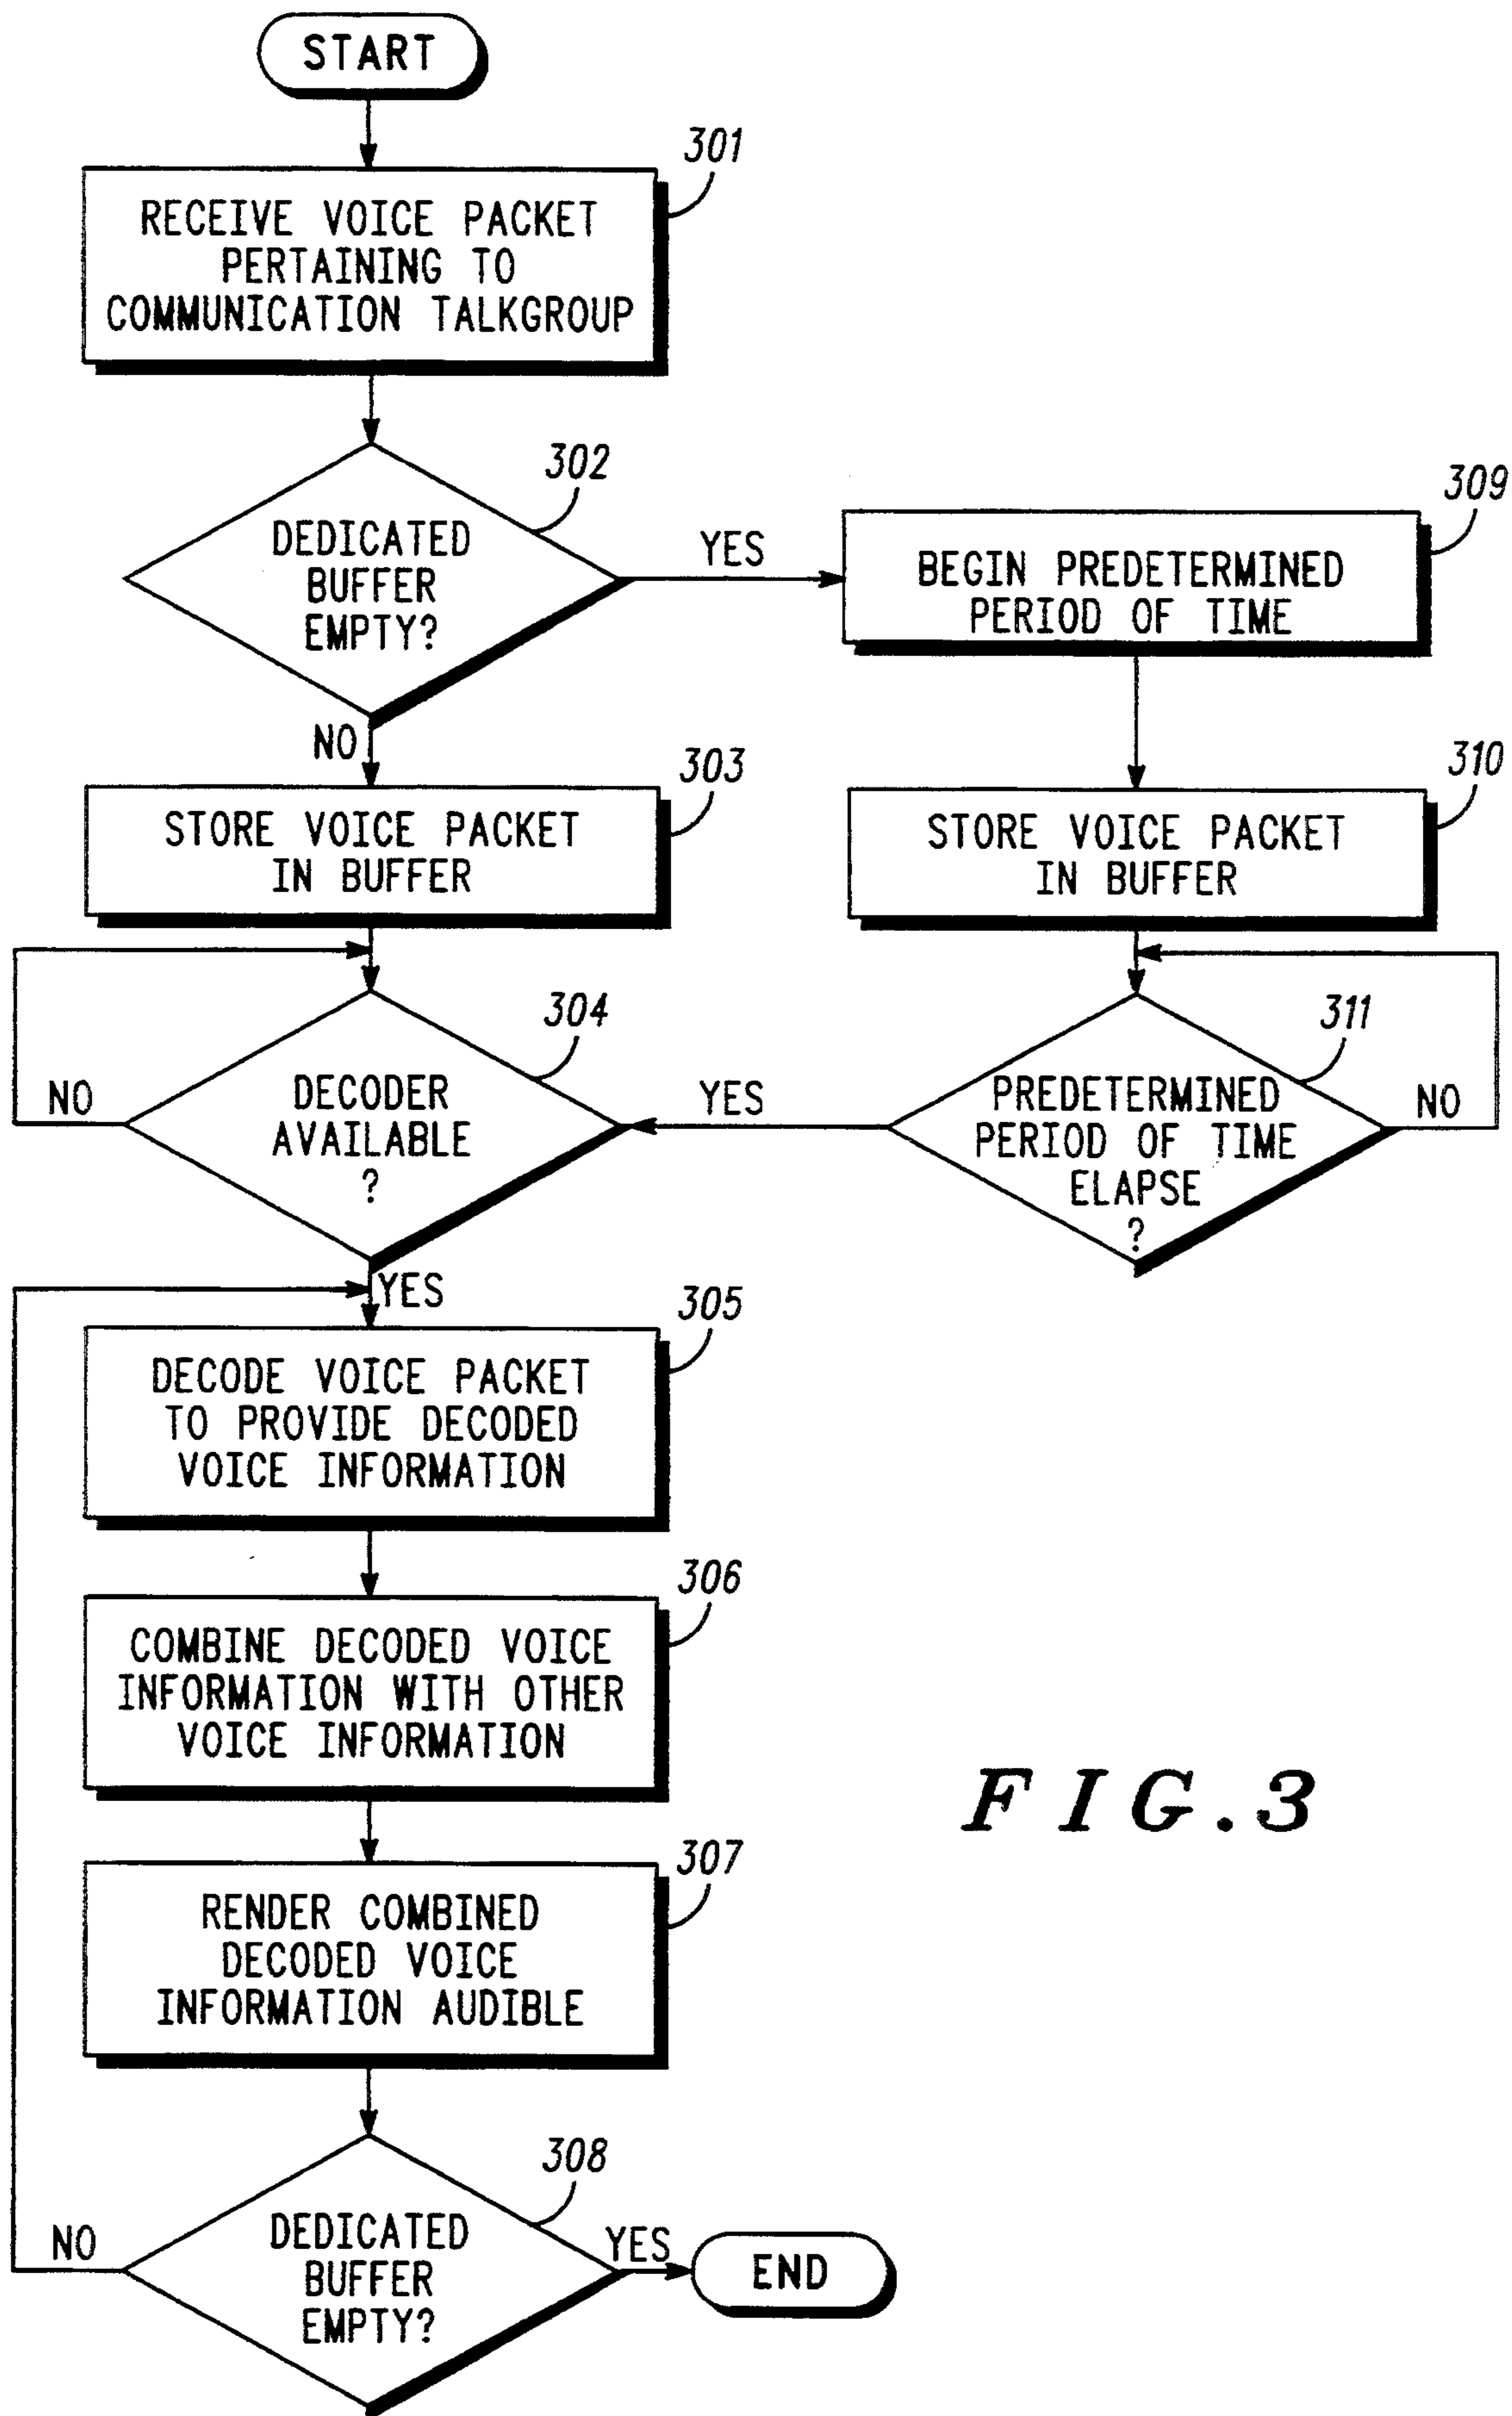 START
301
RECEIVE VOICE PACKET
PERTAINING TO
COMMUNICATION TALKGROUP
302
DEDICATED
BUFFER
EMPTY?
YES
309
BEGIN PREDETERMINED
PERIOD OF TIME
NO
303
STORE VOICE PACKET
IN BUFFER
310
STORE VOICE PACKET
IN BUFFER
304
DECODER
AVAILABLE
?
NO
YES
311
PREDETERMINED
PERIOD OF TIME
ELAPSE
?
NO
YES
305
DECODE VOICE PACKET
TO PROVIDE DECODED
VOICE INFORMATION
306
COMBINE DECODED VOICE
INFORMATION WITH OTHER
VOICE INFORMATION
307
RENDER COMBINED
DECODED VOICE
INFORMATION AUDIBLE
308
DEDICATED
BUFFER
EMPTY?
NO
YES
END
FIG.3